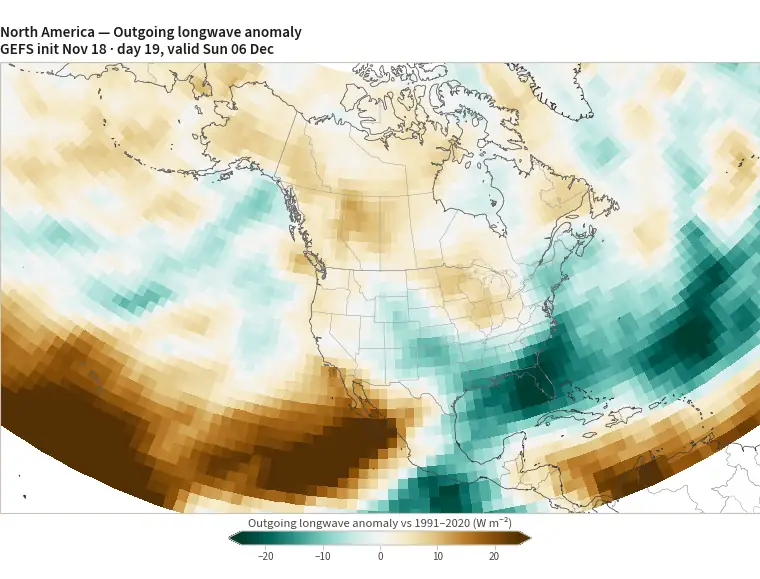 North America — Outgoing longwave anomaly
GEFS init Nov 18 · day 19, valid Sun 06 Dec
Outgoing longwave anomaly vs 1991–2020 (W m⁻²)
−20 −10 0 10 20